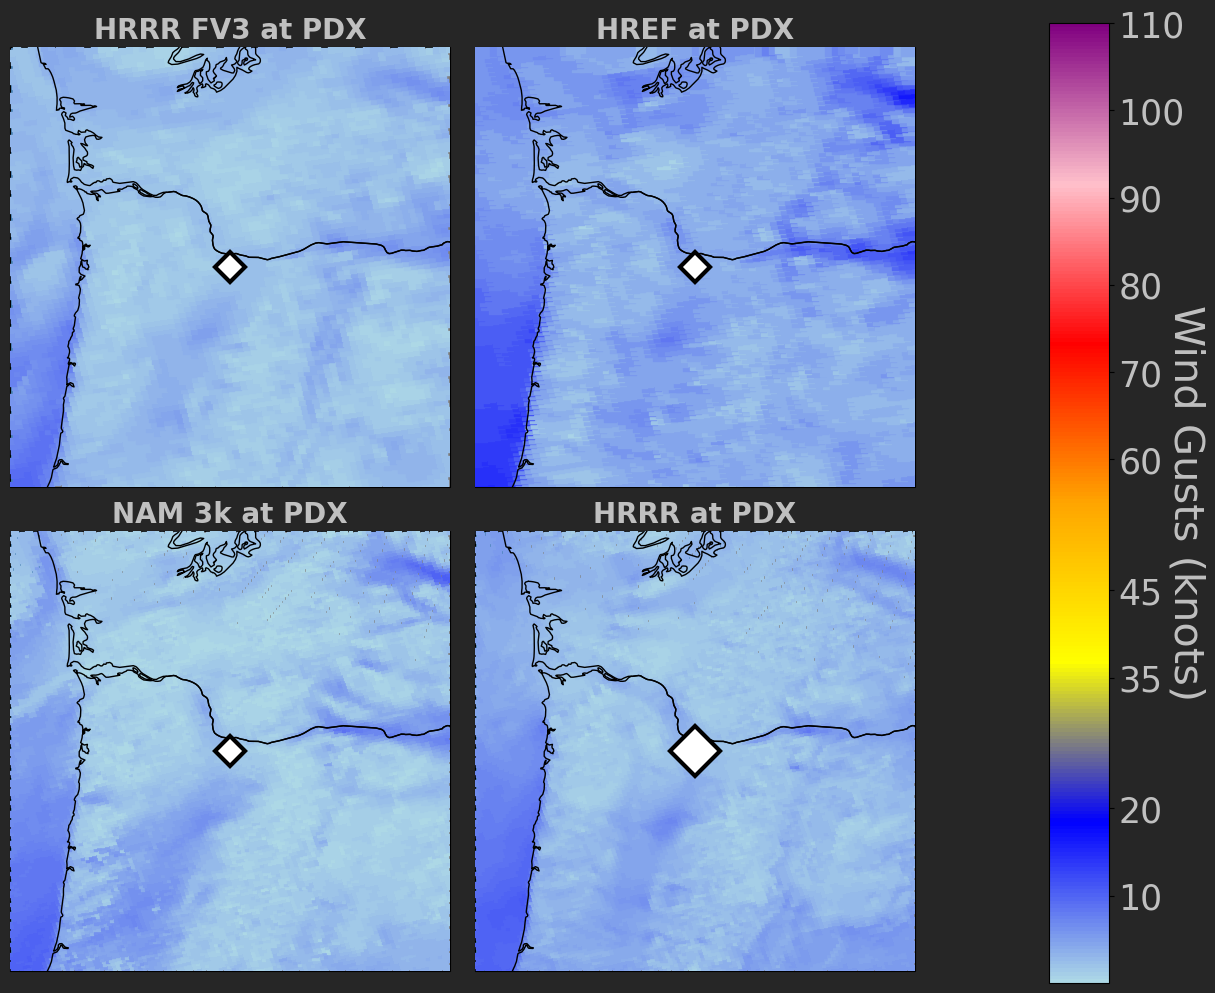 HRRR FV3 at PDX
HREF at PDX
NAM 3k at PDX
HRRR at PDX
110
100
90
80
70
60
45
35
20
10
Wind Gusts (knots)